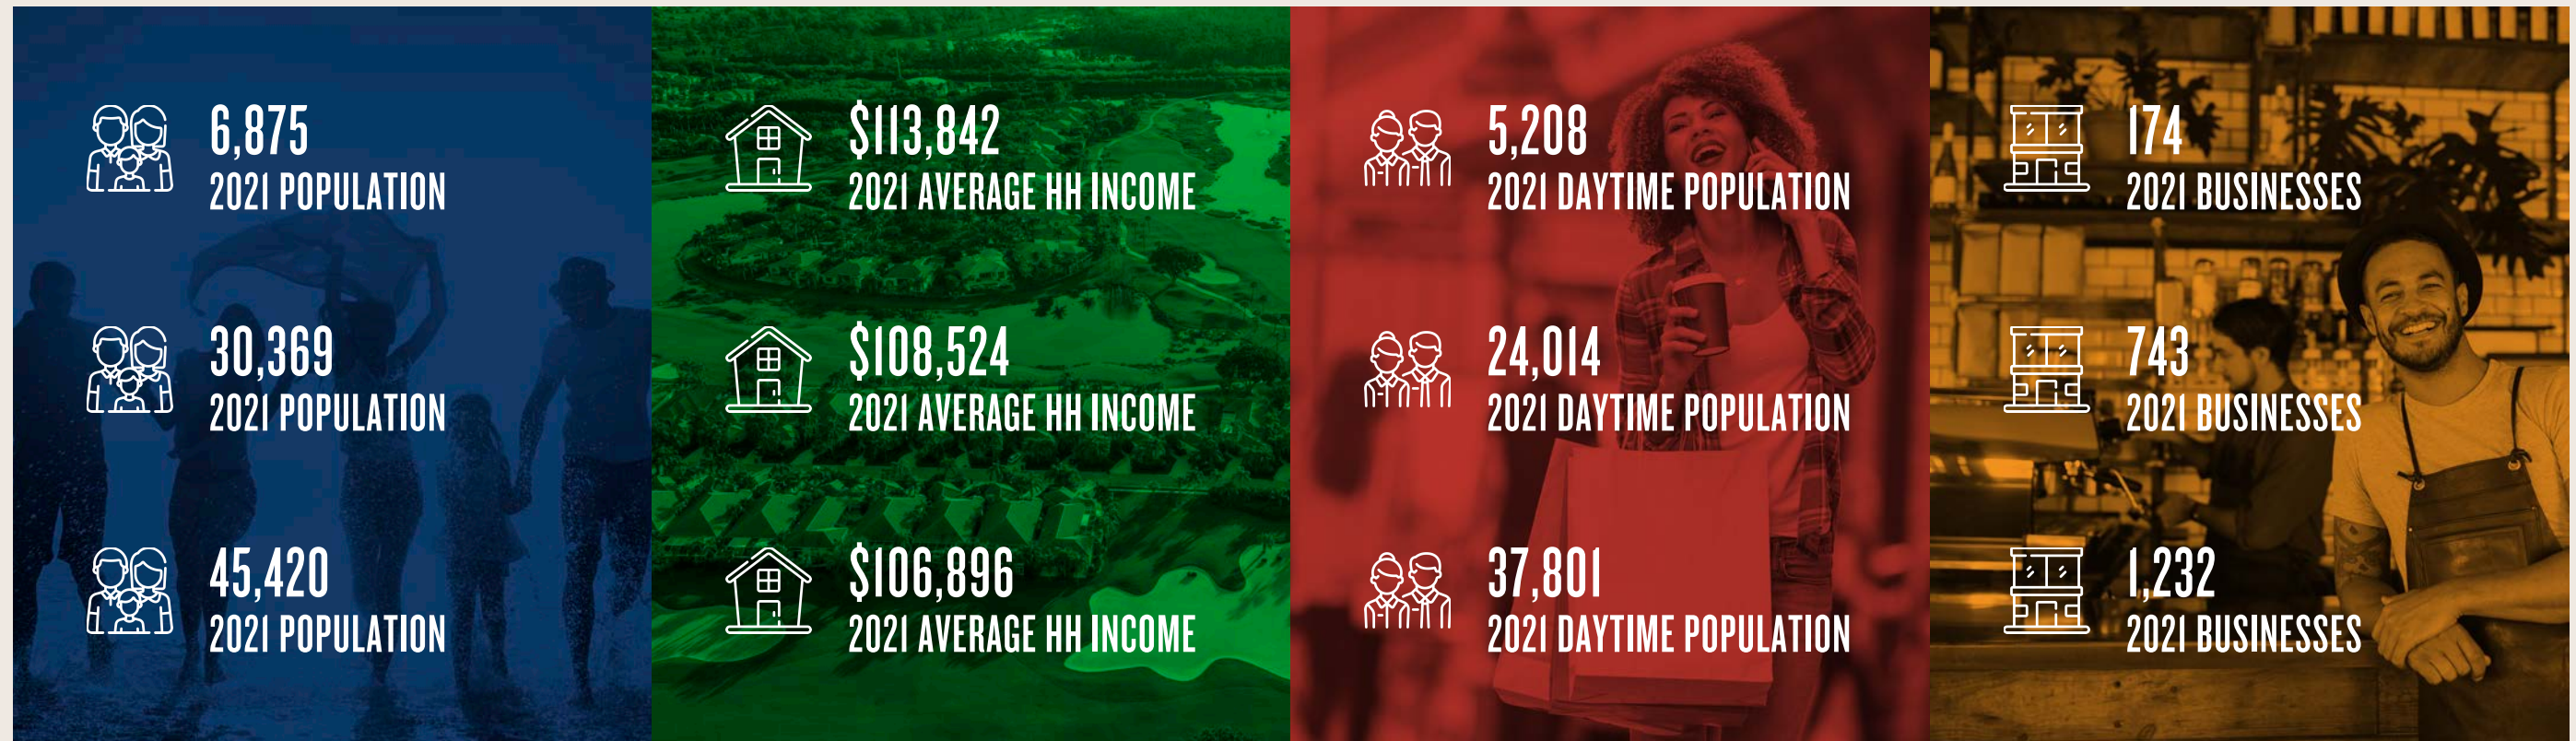 6,875
2021 POPULATION
30,369
2021 POPULATION
45,420
2021 POPULATION
$113,842
2021 AVERAGE HH INCOME
$108,524
2021 AVERAGE HH INCOME
$106,896
2021 AVERAGE HH INCOME
5,208
2021 DAYTIME POPULATION
24,014
2021 DAYTIME POPULATION
37,801
2021 DAYTIME POPULATION
174
2021 BUSINESSES
743
2021 BUSINESSES
1,232
2021 BUSINESSES